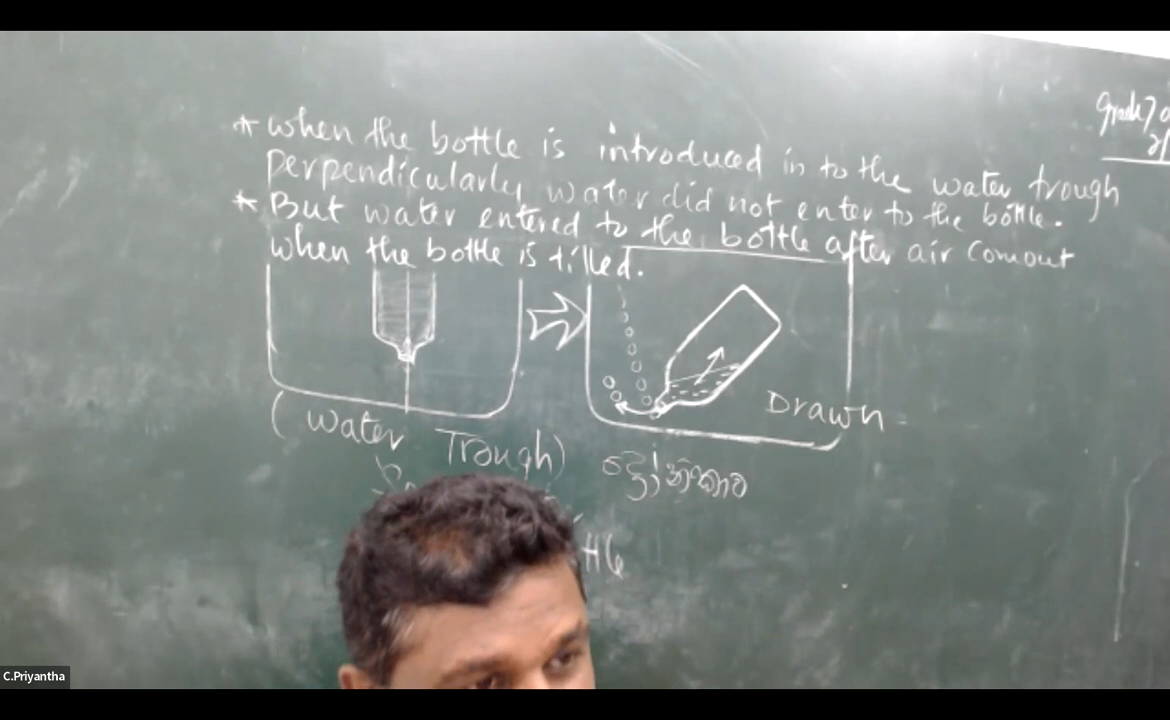 * when the bottle is introduced in to the water trough
perpendicularly water did not enter to the bottle.
* But water entered to the bottle after air comout
when the bottle is tilled.
Drawn
(Water Trough)
ද්‍රෝණිකාව
C.Priyantha